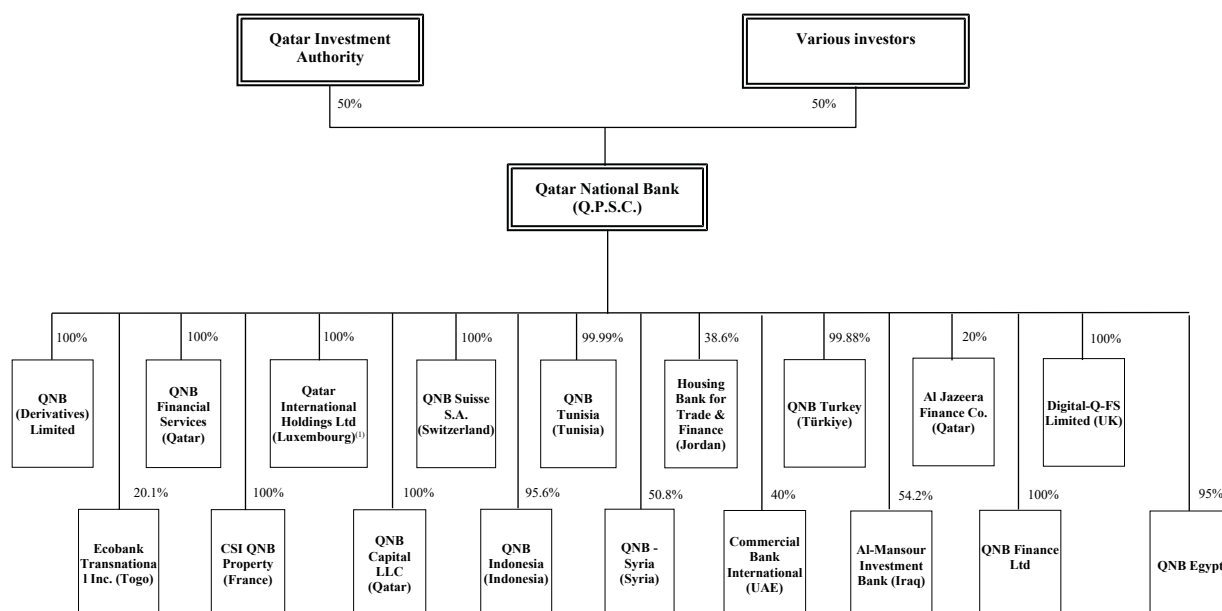 Qatar Investment
Authority
Various investors
50%
50%
Qatar National Bank
(Q.P.S.C.)
100%
100%
100%
100%
99.99%
38.6%
99.88%
20%
100%
QNB
(Derivatives)
Limited
QNB
Financial
Services
(Qatar)
Qatar
International
Holdings Ltd
(Luxembourg)(1)
QNB Suisse
S.A.
(Switzerland)
QNB
Tunisia
(Tunisia)
Housing
Bank for
Trade &
Finance
(Jordan)
QNB Turkey
(Türkiye)
Al Jazeera
Finance Co.
(Qatar)
Digital-Q-FS
Limited (UK)
20.1%
100%
100%
95.6%
50.8%
40%
54.2%
100%
95%
Ecobank
Transnationa
l Inc. (Togo)
CSI QNB
Property
(France)
QNB
Capital
LLC
(Qatar)
QNB
Indonesia
(Indonesia)
QNB -
Syria
(Syria)
Commercial
Bank
International
(UAE)
Al-Mansour
Investment
Bank (Iraq)
QNB Finance
Ltd
QNB Egypt